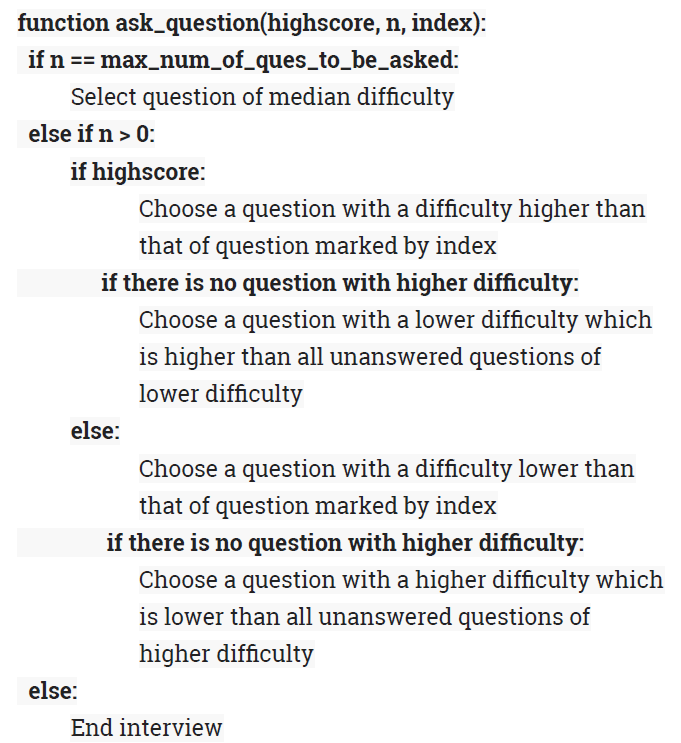 function ask_question(highscore, n, index):
if n == max_num_of_ques_to_be_asked:
Select question of median difficulty
else if n > 0:
if highscore:
Choose a question with a difficulty higher than
that of question marked by index
if there is no question with higher difficulty:
Choose a question with a lower difficulty which
is higher than all unanswered questions of
lower difficulty
else:
Choose a question with a difficulty lower than
that of question marked by index
if there is no question with higher difficulty:
Choose a question with a higher difficulty which
is lower than all unanswered questions of
higher difficulty
else:
End interview